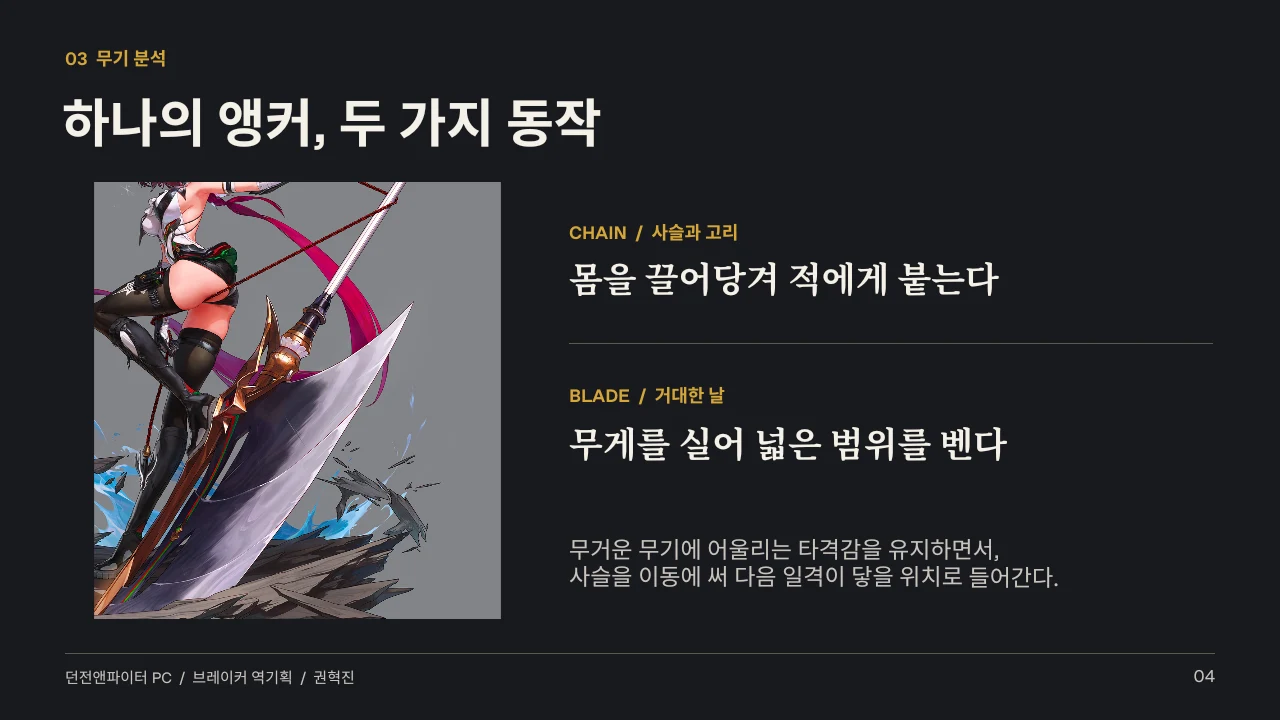 03 무기 분석
하나의 앵커, 두 가지 동작
CHAIN / 사슬과 고리
몸을 끌어당겨 적에게 붙는다
BLADE / 거대한 날
무게를 실어 넓은 범위를 벤다
무거운 무기에 어울리는 타격감을 유지하면서,
사슬을 이동에 써 다음 일격이 닿을 위치로 들어간다.
던전앤파이터 PC / 브레이커 역기획 / 권혁진
04